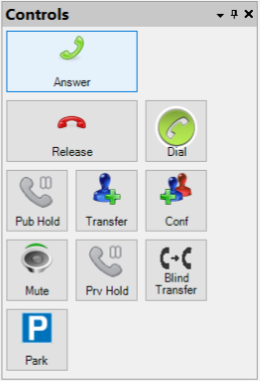 Controls
Answer
Release
Dial
Pub Hold
Transfer
Conf
Mute
Prv Hold
Blind
Transfer
P
Park